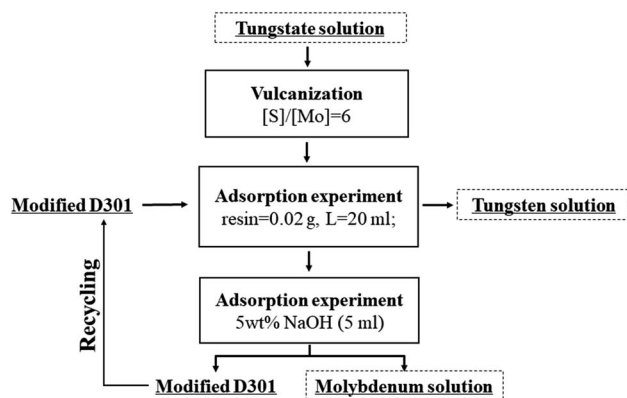 Tungstate solution
Vulcanization
[S]/[Mo]=6
Modified D301
Adsorption experiment
resin=0.02 g, L=20 ml;
Tungsten solution
Recycling
Adsorption experiment
5wt% NaOH (5 ml)
Modified D301
Molybdenum solution